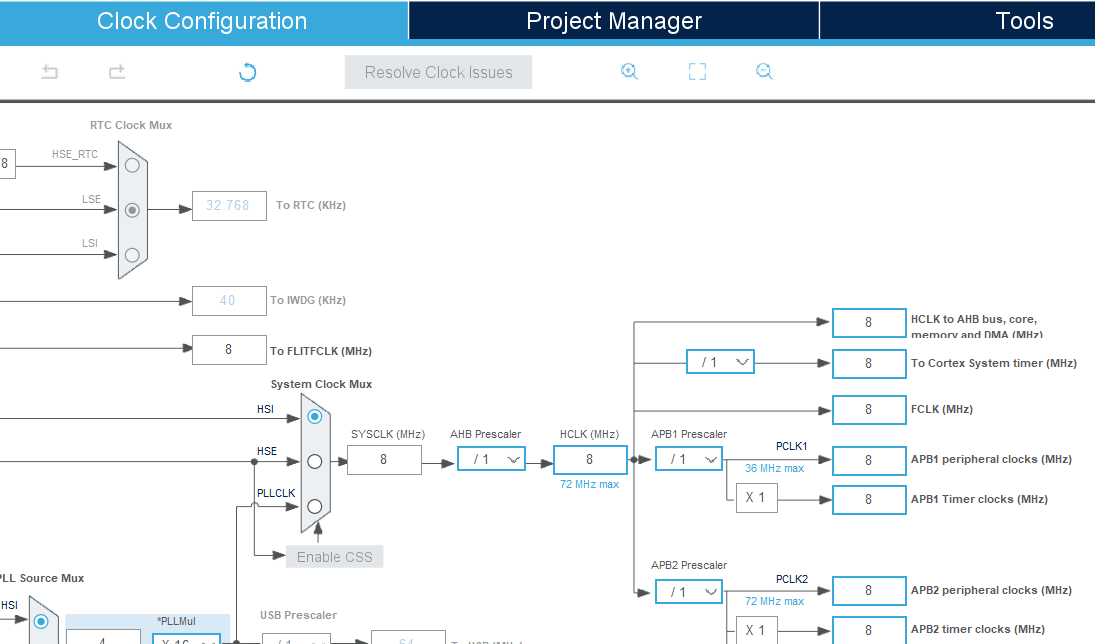 Clock Configuration
Project Manager
Tools
Resolve Clock Issues
RTC Clock Mux
8
HSE_RTC
LSE
32.768
To RTC (KHz)
LSI
40
To IWDG (KHz)
8
To FLITFCLK (MHz)
8
HCLK to AHB bus, core,
memory and DMA (MHz)
/ 1
8
To Cortex System timer (MHz)
8
FCLK (MHz)
System Clock Mux
HSI
HSE
PLLCLK
SYSCLK (MHz)
8
AHB Prescaler
/ 1
HCLK (MHz)
8
72 MHz max
APB1 Prescaler
/ 1
PCLK1
36 MHz max
8
APB1 peripheral clocks (MHz)
X 1
8
APB1 Timer clocks (MHz)
Enable CSS
APB2 Prescaler
/ 1
PCLK2
72 MHz max
8
APB2 peripheral clocks (MHz)
X 1
8
APB2 timer clocks (MHz)
PLL Source Mux
HSI
4
*PLLMul
X 16
USB Prescaler
/ 1
64
To USB (MHz)